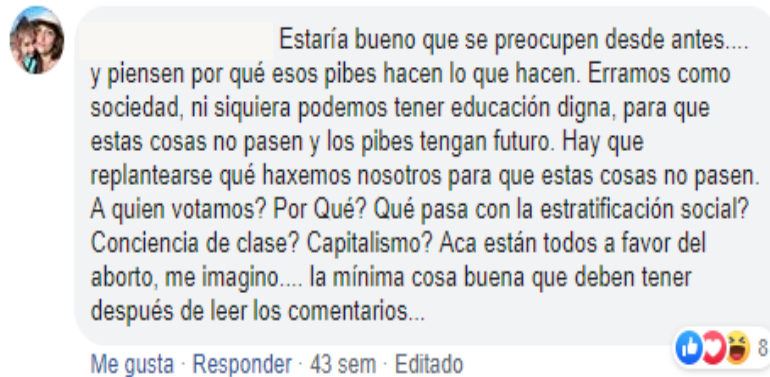 Estaría bueno que se preocupen desde antes....
y piensen por qué esos pibes hacen lo que hacen. Erramos como
sociedad, ni siquiera podemos tener educación digna, para que
estas cosas no pasen y los pibes tengan futuro. Hay que
replantearse qué haxemos nosotros para que estas cosas no pasen.
A quien votamos? Por Qué? Qué pasa con la estratificación social?
Conciencia de clase? Capitalismo? Aca están todos a favor del
aborto, me imagino.... la mínima cosa buena que deben tener
después de leer los comentarios...
8
Me gusta · Responder · 43 sem · Editado